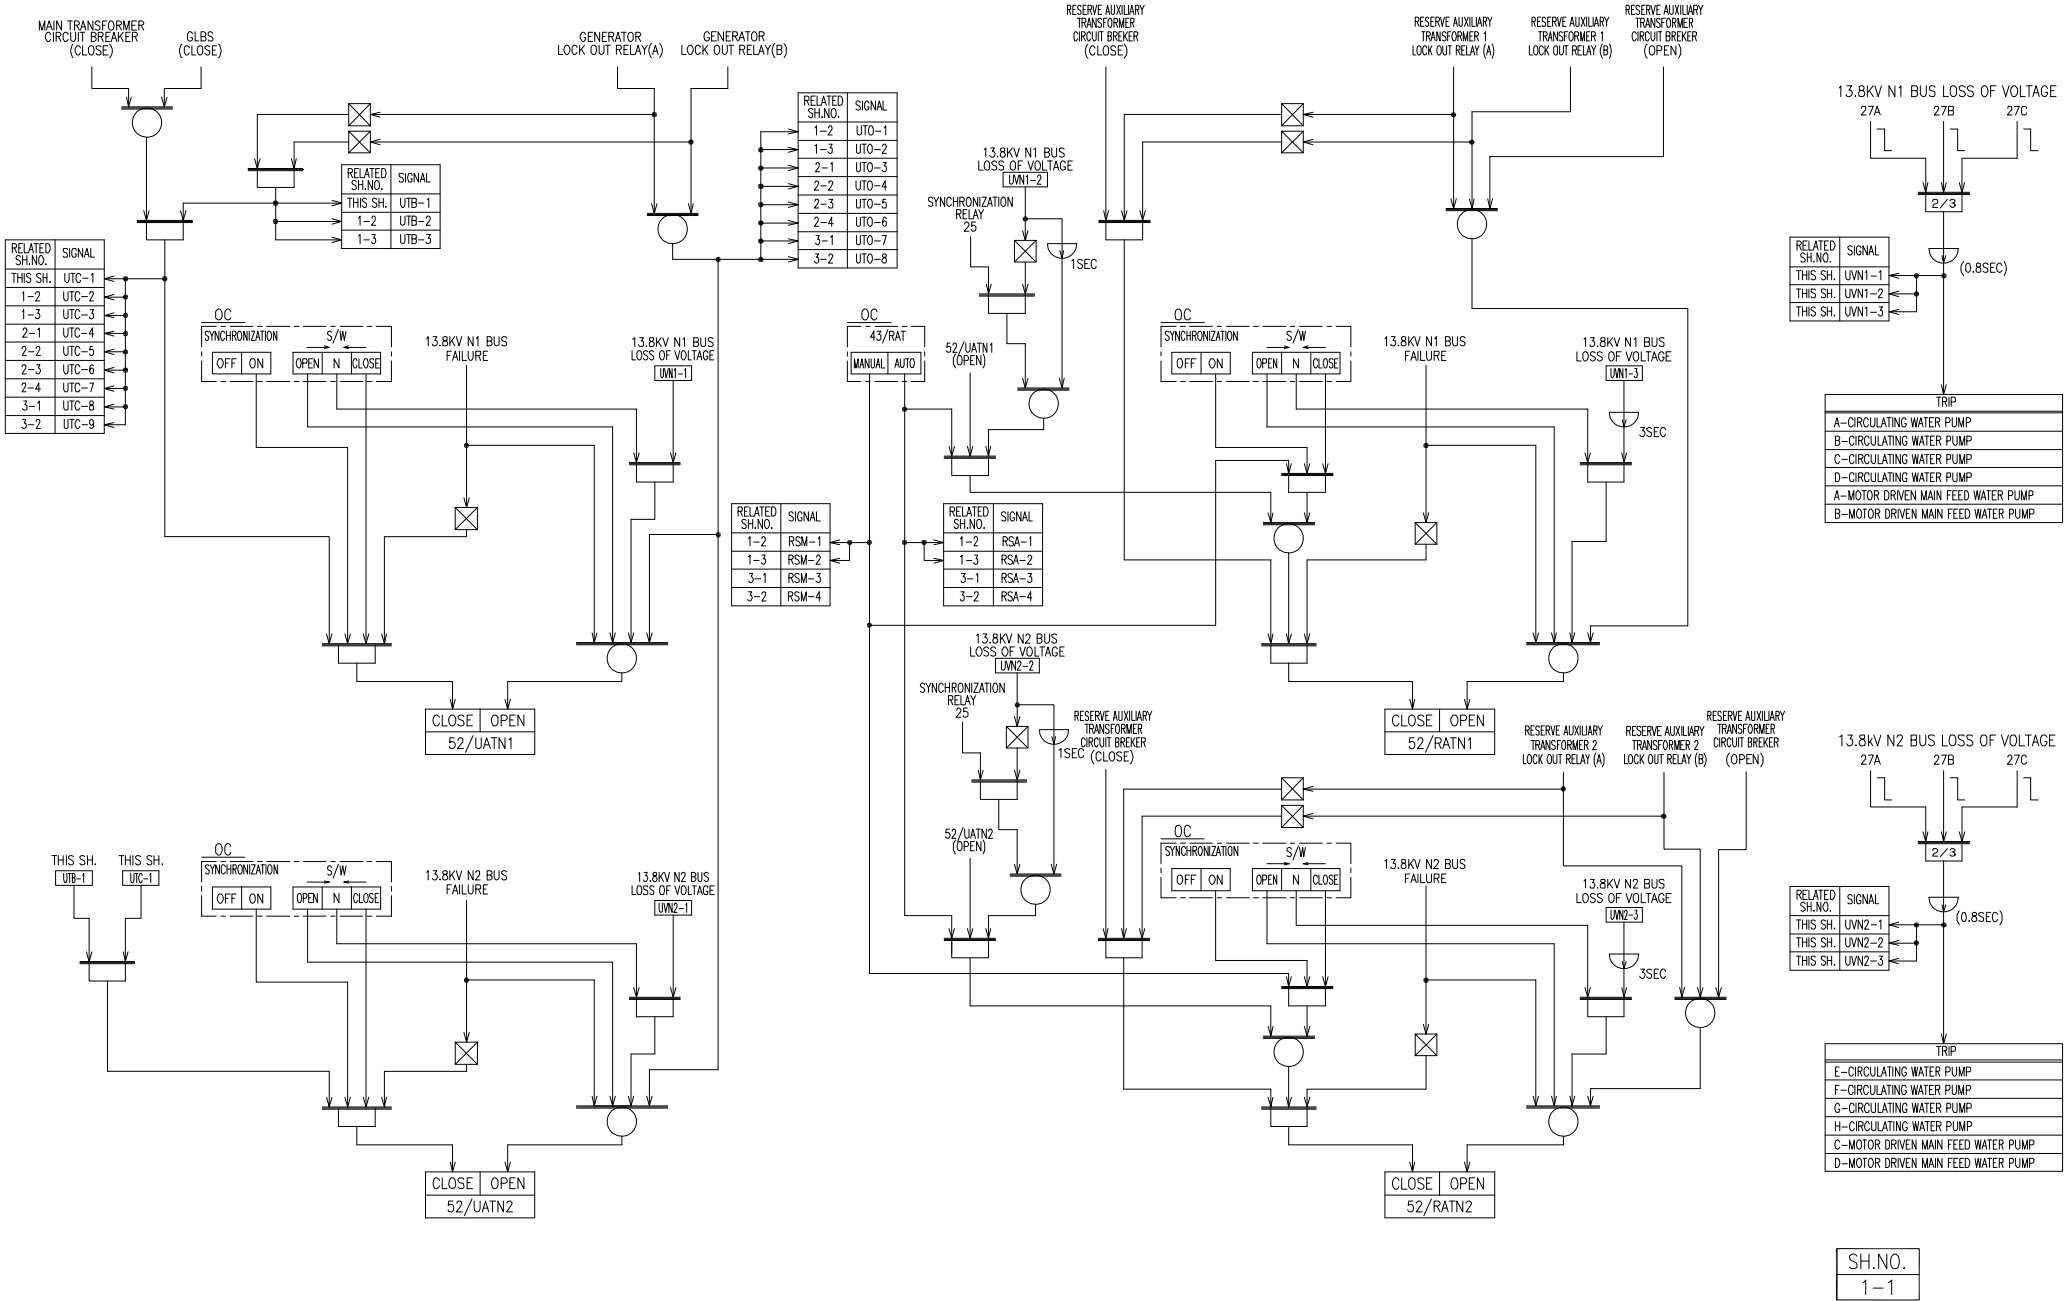 MAIN TRANSFORMER
CIRCUIT BREAKER
(CLOSE)
GLBS
(CLOSE)
GENERATOR
LOCK OUT RELAY(A)
GENERATOR
LOCK OUT RELAY(B)
RELATED SH.NO. SIGNAL
THIS SH. UTB-1
1-2 UTB-2
1-3 UTB-3
RELATED SH.NO. SIGNAL
1-2 UTO-1
1-3 UTO-2
2-1 UTO-3
2-2 UTO-4
2-3 UTO-5
2-4 UTO-6
3-1 UTO-7
3-2 UTO-8
RELATED SH.NO. SIGNAL
THIS SH. UTC-1
1-2 UTC-2
1-3 UTC-3
2-1 UTC-4
2-2 UTC-5
2-3 UTC-6
2-4 UTC-7
3-1 UTC-8
3-2 UTC-9
OC
SYNCHRONIZATION S/W
OFF ON OPEN N CLOSE
13.8KV N1 BUS
FAILURE
13.8KV N1 BUS
LOSS OF VOLTAGE
UVN1-1
CLOSE OPEN
52/UATN1
THIS SH.
UTB-1
THIS SH.
UTC-1
OC
SYNCHRONIZATION S/W
OFF ON OPEN N CLOSE
13.8KV N2 BUS
FAILURE
13.8KV N2 BUS
LOSS OF VOLTAGE
UVN2-1
CLOSE OPEN
52/UATN2
OC
43/RAT
MANUAL AUTO
RELATED SH.NO. SIGNAL
1-2 RSM-1
1-3 RSM-2
3-1 RSM-3
3-2 RSM-4
RELATED SH.NO. SIGNAL
1-2 RSA-1
1-3 RSA-2
3-1 RSA-3
3-2 RSA-4
13.8KV N1 BUS
LOSS OF VOLTAGE
UVN1-2
SYNCHRONIZATION
RELAY
25
1SEC
52/UATN1
(OPEN)
RESERVE AUXILIARY
TRANSFORMER
CIRCUIT BREKER
(CLOSE)
RESERVE AUXILIARY
TRANSFORMER 1
LOCK OUT RELAY (A)
RESERVE AUXILIARY
TRANSFORMER 1
LOCK OUT RELAY (B)
RESERVE AUXILIARY
TRANSFORMER
CIRCUIT BREKER
(OPEN)
OC
SYNCHRONIZATION S/W
OFF ON OPEN N CLOSE
13.8KV N1 BUS
FAILURE
13.8KV N1 BUS
LOSS OF VOLTAGE
UVN1-3
3SEC
CLOSE OPEN
52/RATN1
13.8KV N2 BUS
LOSS OF VOLTAGE
UVN2-2
SYNCHRONIZATION
RELAY
25
1SEC
52/UATN2
(OPEN)
RESERVE AUXILIARY
TRANSFORMER
CIRCUIT BREKER
(CLOSE)
RESERVE AUXILIARY
TRANSFORMER 2
LOCK OUT RELAY (A)
RESERVE AUXILIARY
TRANSFORMER 2
LOCK OUT RELAY (B)
RESERVE AUXILIARY
TRANSFORMER
CIRCUIT BREKER
(OPEN)
OC
SYNCHRONIZATION S/W
OFF ON OPEN N CLOSE
13.8KV N2 BUS
FAILURE
13.8KV N2 BUS
LOSS OF VOLTAGE
UVN2-3
3SEC
CLOSE OPEN
52/RATN2
13.8KV N1 BUS LOSS OF VOLTAGE
27A 27B 27C
2/3
(0.8SEC)
RELATED SH.NO. SIGNAL
THIS SH. UVN1-1
THIS SH. UVN1-2
THIS SH. UVN1-3
TRIP
A-CIRCULATING WATER PUMP
B-CIRCULATING WATER PUMP
C-CIRCULATING WATER PUMP
D-CIRCULATING WATER PUMP
A-MOTOR DRIVEN MAIN FEED WATER PUMP
B-MOTOR DRIVEN MAIN FEED WATER PUMP
13.8kV N2 BUS LOSS OF VOLTAGE
27A 27B 27C
2/3
(0.8SEC)
RELATED SH.NO. SIGNAL
THIS SH. UVN2-1
THIS SH. UVN2-2
THIS SH. UVN2-3
TRIP
E-CIRCULATING WATER PUMP
F-CIRCULATING WATER PUMP
G-CIRCULATING WATER PUMP
H-CIRCULATING WATER PUMP
C-MOTOR DRIVEN MAIN FEED WATER PUMP
D-MOTOR DRIVEN MAIN FEED WATER PUMP
SH.NO.
1-1